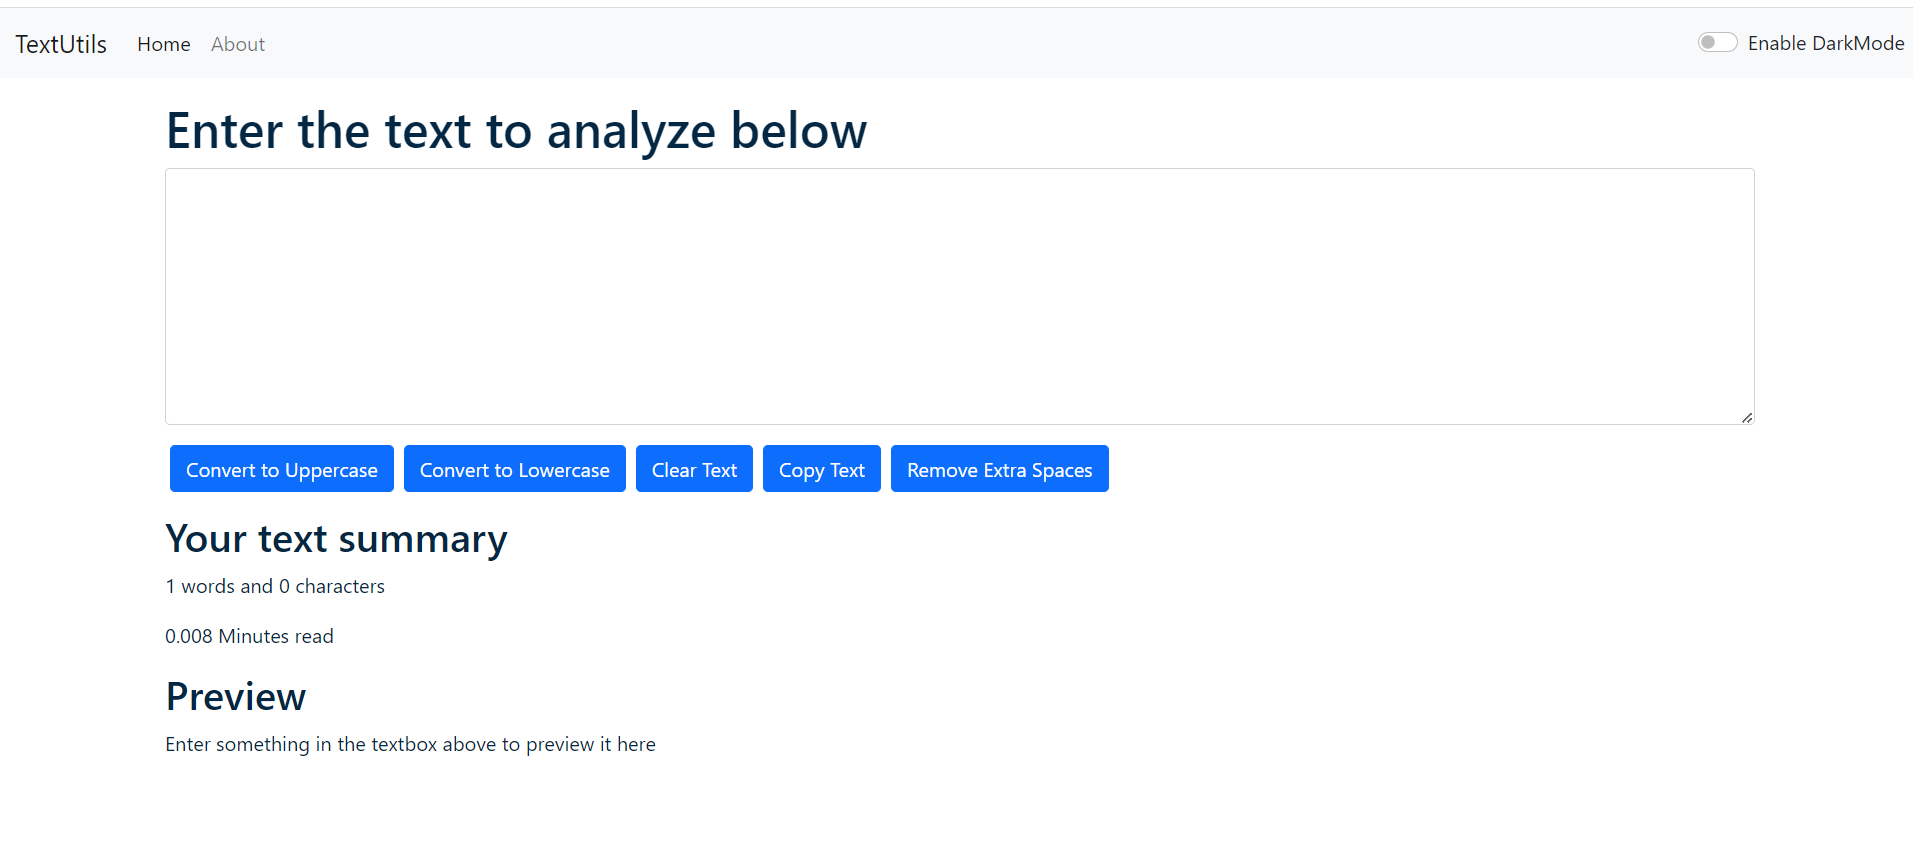 TextUtils Home About Enable DarkMode
Enter the text to analyze below
Convert to Uppercase Convert to Lowercase Clear Text Copy Text Remove Extra Spaces
Your text summary
1 words and 0 characters
0.008 Minutes read
Preview
Enter something in the textbox above to preview it here